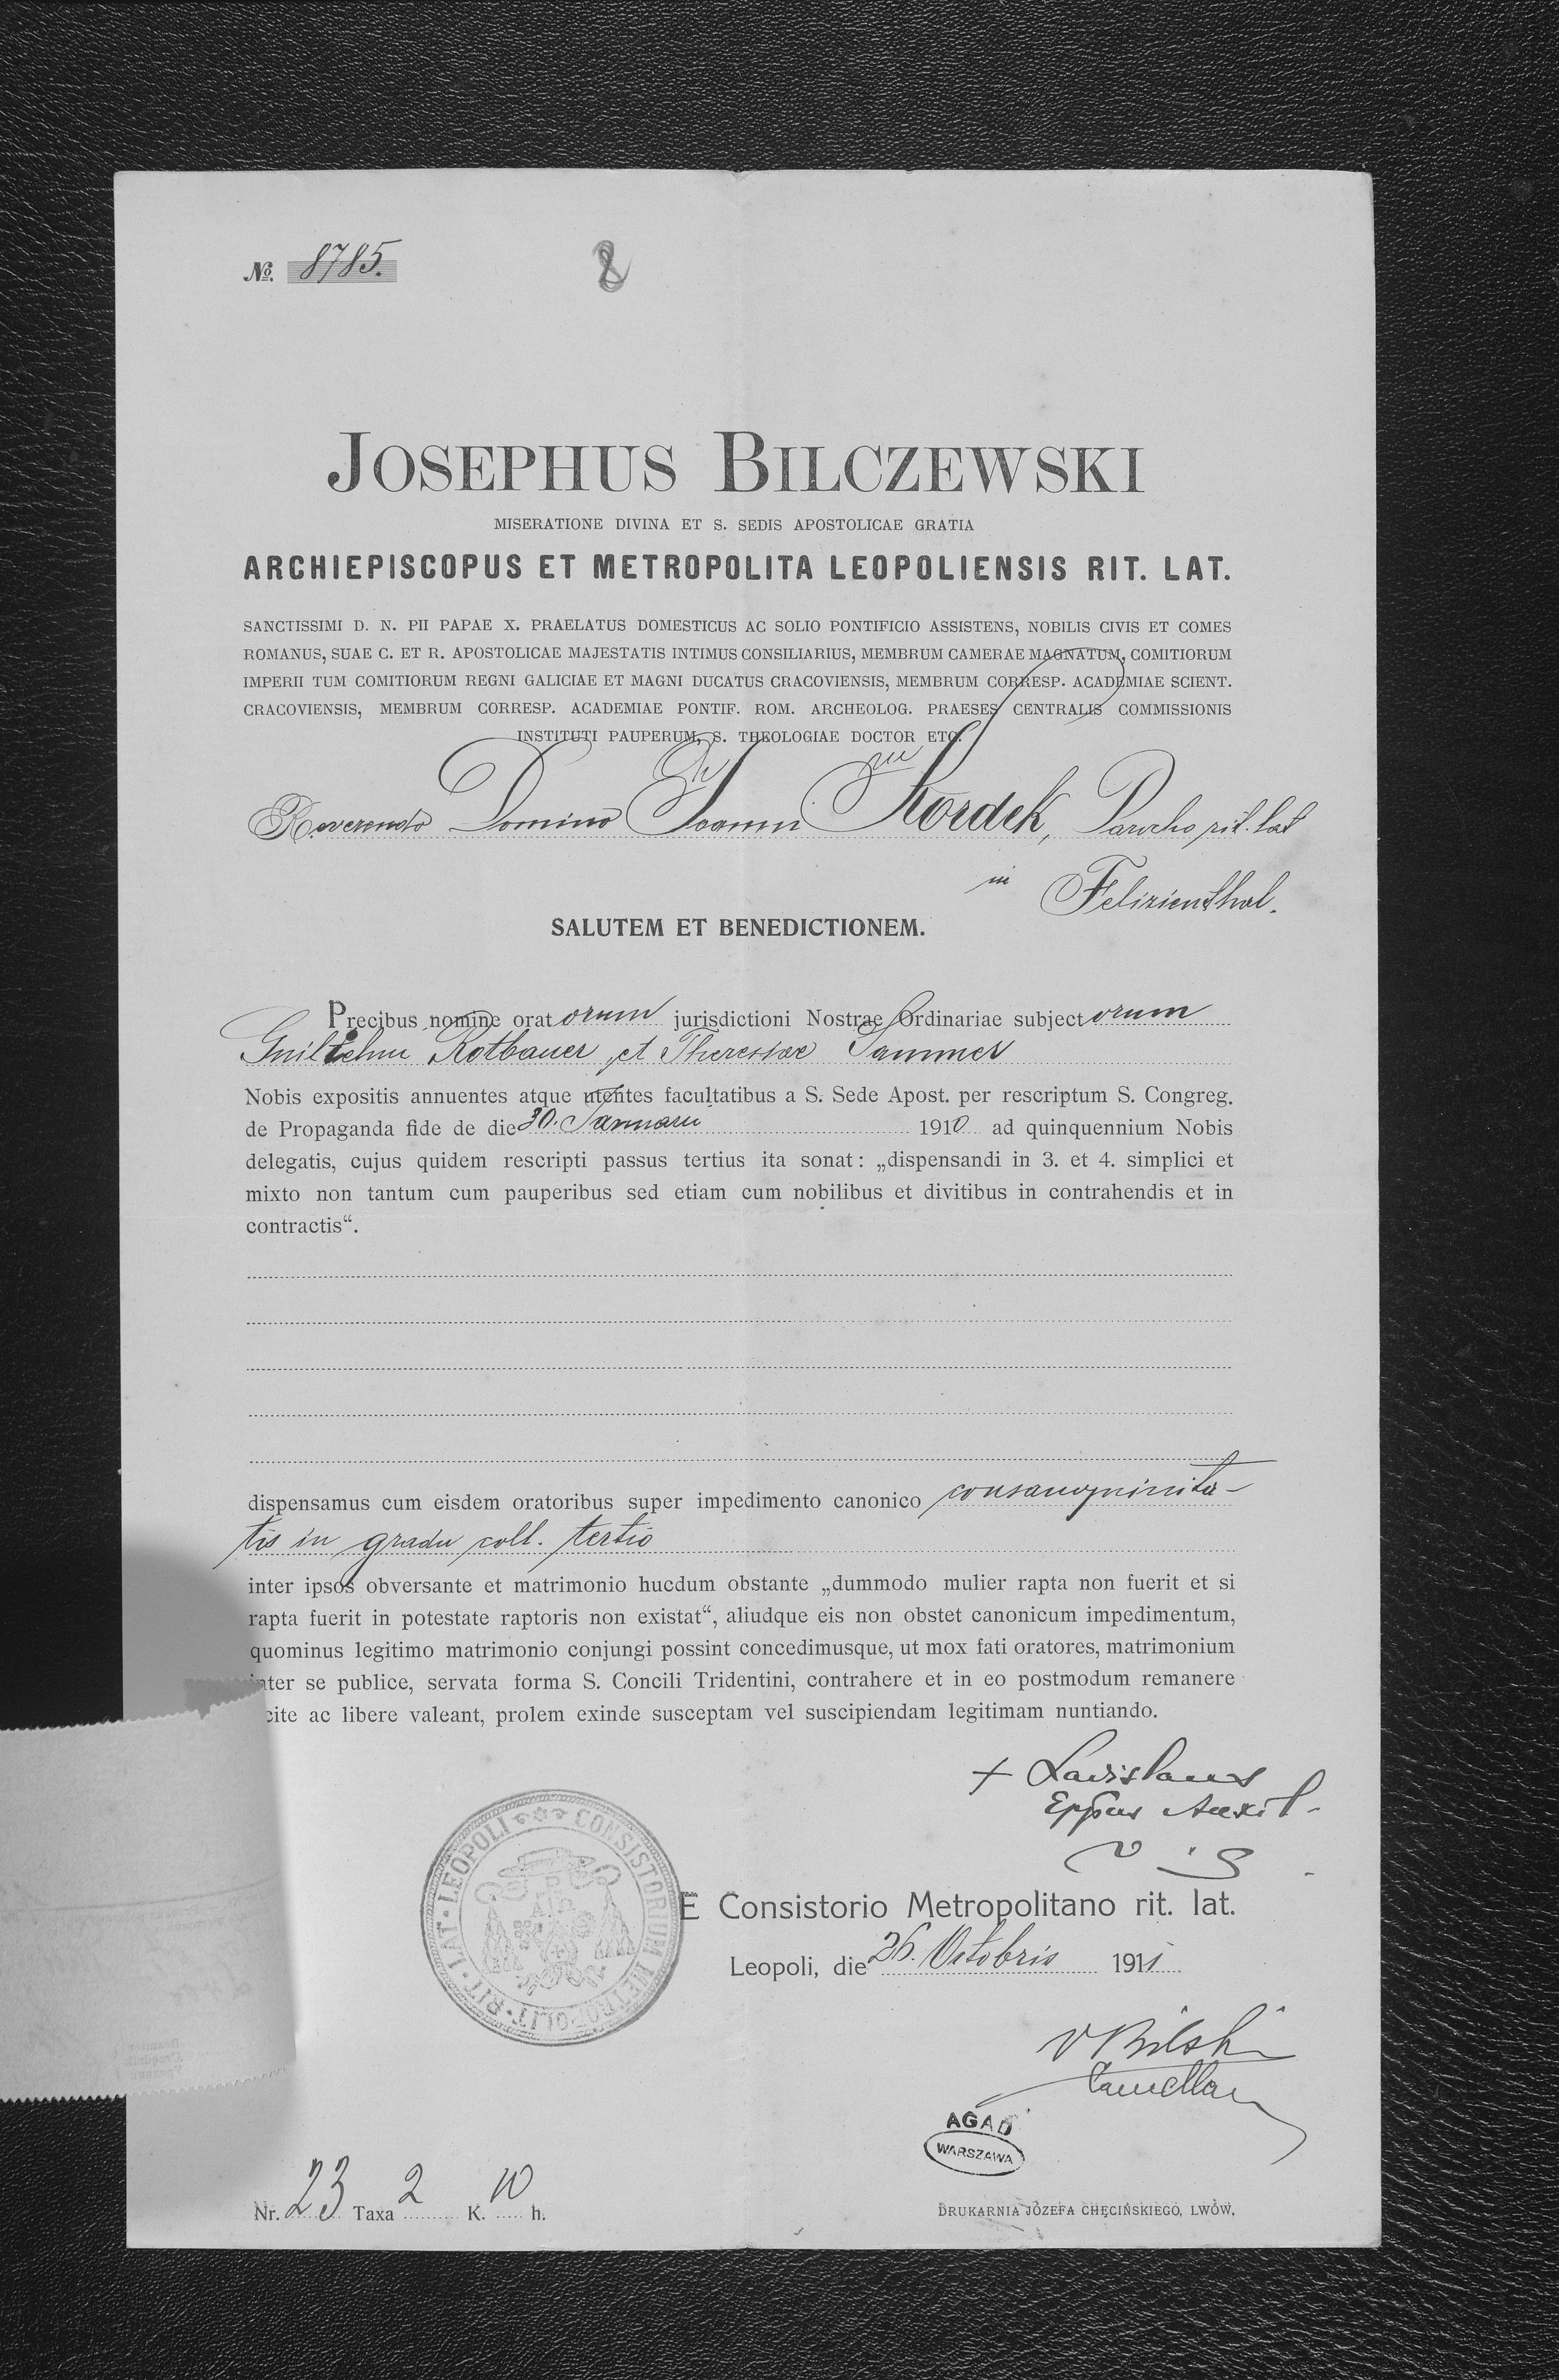 No. 8785.
8
JOSEPHUS BILCZEWSKI
MISERATIONE DIVINA ET S. SEDIS APOSTOLICAE GRATIA
ARCHIEPISCOPUS ET METROPOLITA LEOPOLIENSIS RIT. LAT.
SANCTISSIMI D. N. PII PAPAE X. PRAELATUS DOMESTICUS AC SOLIO PONTIFICIO ASSISTENS, NOBILIS CIVIS ET COMES
ROMANUS, SUAE C. ET R. APOSTOLICAE MAJESTATIS INTIMUS CONSILIARIUS, MEMBRUM CAMERAE MAGNATUM, COMITIORUM
IMPERII TUM COMITIORUM REGNI GALICIAE ET MAGNI DUCATUS CRACOVIENSIS, MEMBRUM CORRESP. ACADEMIAE SCIENT.
CRACOVIENSIS, MEMBRUM CORRESP. ACADEMIAE PONTIF. ROM. ARCHEOLOG. PRAESES CENTRALIS COMMISSIONIS
INSTITUTI PAUPERUM, S. THEOLOGIAE DOCTOR ETC.
Reverendo Domino Joanni Kordek, Parocho rit. lat
in Felizienthal.
SALUTEM ET BENEDICTIONEM.
Precibus nomine oratorum jurisdictioni Nostrae Ordinariae subjectorum
Guilhelmi Rotbauer et Theresiae Sammer
Nobis expositis annuentes atque utentes facultatibus a S. Sede Apost. per rescriptum S. Congreg.
de Propaganda fide de die 30. Januarii 1910 ad quinquennium Nobis
delegatis, cujus quidem rescripti passus tertius ita sonat: „dispensandi in 3. et 4. simplici et
mixto non tantum cum pauperibus sed etiam cum nobilibus et divitibus in contrahendis et in
contractis“.
dispensamus cum eisdem oratoribus super impedimento canonico consanguinita-
tis in gradu coll. tertio
inter ipsos obversante et matrimonio hucdum obstante „dummodo mulier rapta non fuerit et si
rapta fuerit in potestate raptoris non existat“, aliudque eis non obstet canonicum impedimentum,
quominus legitimo matrimonio conjungi possint concedimusque, ut mox fati oratores, matrimonium
inter se publice, servata forma S. Concili Tridentini, contrahere et in eo postmodum remanere
cite ac libere valeant, prolem exinde susceptam vel suscipiendam legitimam nuntiando.
+ Ladislaus
Eppus Auxil.
CONSISTORIUM METROPOLIT · RIT · LAT · LEOPOLI
E Consistorio Metropolitano rit. lat.
Leopoli, die 26. Octobris 1911
AGAD
WARSZAWA
Nr. 23 Taxa 2 K. 10 h.
DRUKARNIA JÓZEFA CHĘCIŃSKIEGO, LWÓW.